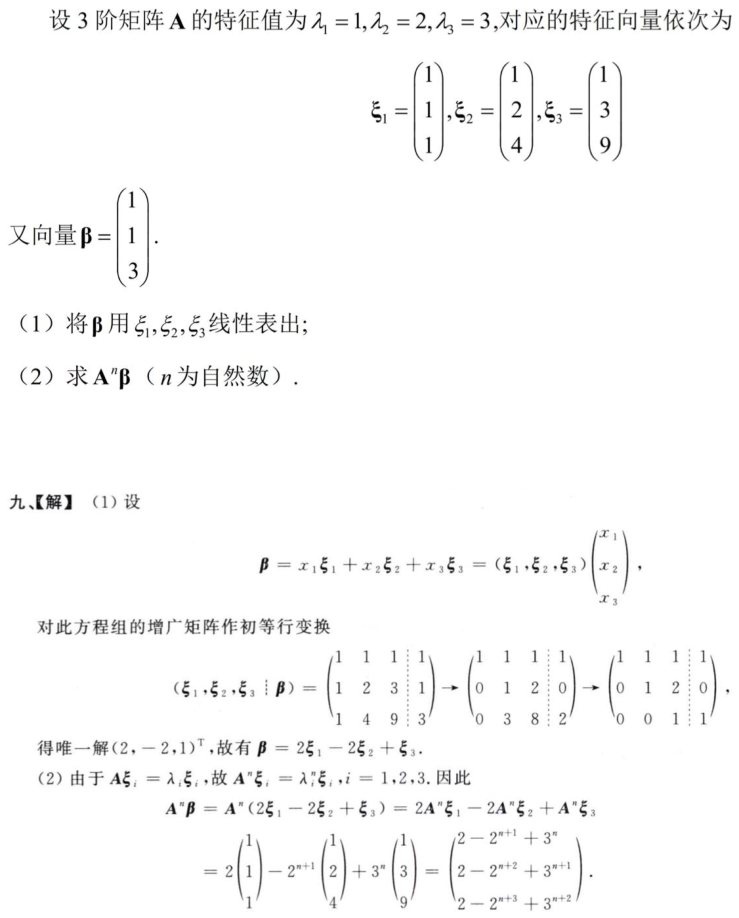 设 3 阶矩阵 A 的特征值为 λ₁ = 1, λ₂ = 2, λ₃ = 3,对应的特征向量依次为
ξ₁ = (1 1 1), ξ₂ = (1 2 4), ξ₃ = (1 3 9)
又向量 β = (1 1 3) .
（1）将 β 用 ξ₁,ξ₂,ξ₃ 线性表出;
（2）求 Aⁿβ（n 为自然数）.
九、【解】 (1) 设
β = x₁ξ₁ + x₂ξ₂ + x₃ξ₃ = (ξ₁,ξ₂,ξ₃)(x₁ x₂ x₃) ,
对此方程组的增广矩阵作初等行变换
(ξ₁,ξ₂,ξ₃ ⋮ β) = (1 1 1 ⋮ 1 1 2 3 ⋮ 1 1 4 9 ⋮ 3) → (1 1 1 ⋮ 1 0 1 2 ⋮ 0 0 3 8 ⋮ 2) → (1 1 1 ⋮ 1 0 1 2 ⋮ 0 0 0 1 ⋮ 1) ,
得唯一解(2, −2,1)ᵀ,故有 β = 2ξ₁ − 2ξ₂ + ξ₃.
(2) 由于 Aξᵢ = λᵢξᵢ,故 Aⁿξᵢ = λᵢⁿξᵢ,i = 1,2,3. 因此
Aⁿβ = Aⁿ(2ξ₁ − 2ξ₂ + ξ₃) = 2Aⁿξ₁ − 2Aⁿξ₂ + Aⁿξ₃
= 2(1 1 1) − 2ⁿ⁺¹(1 2 4) + 3ⁿ(1 3 9) = (2 − 2ⁿ⁺¹ + 3ⁿ 2 − 2ⁿ⁺² + 3ⁿ⁺¹ 2 − 2ⁿ⁺³ + 3ⁿ⁺²) .